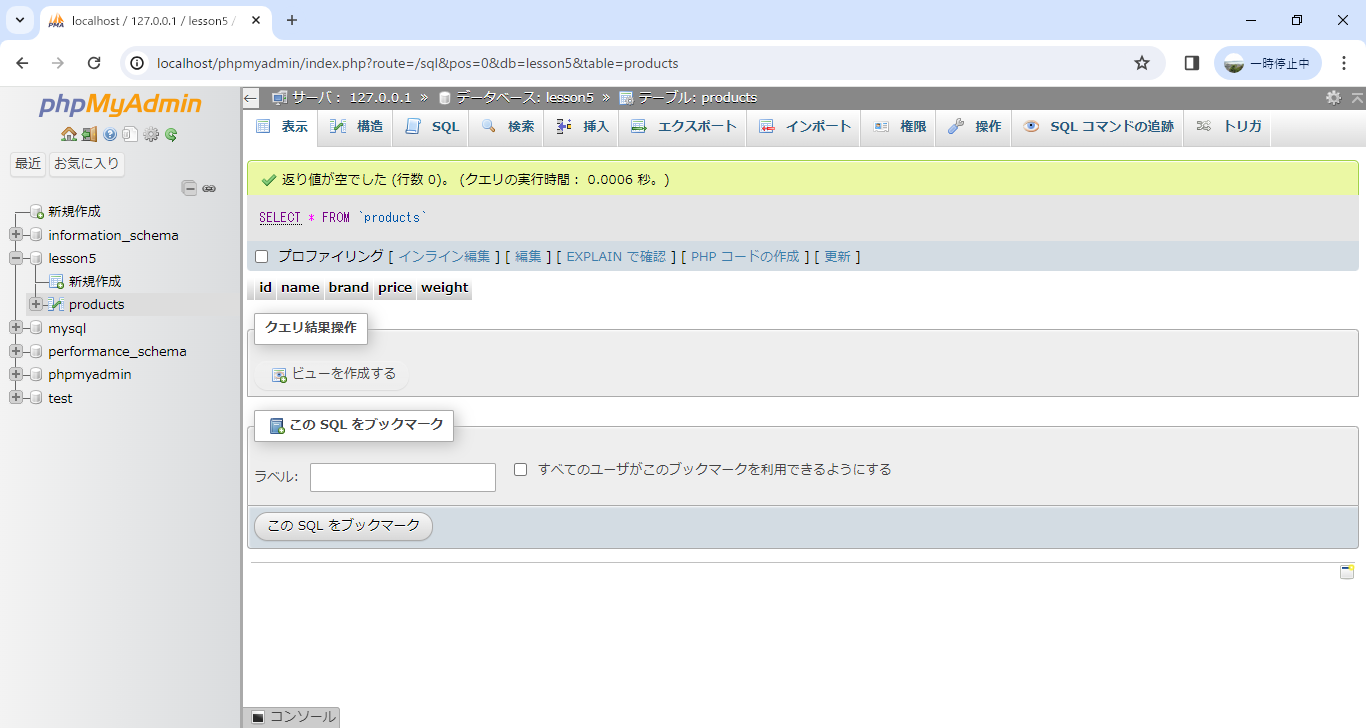 localhost / 127.0.0.1 / lesson5 /
localhost/phpmyadmin/index.php?route=/sql&pos=0&db=lesson5&table=products
一時停止中
phpMyAdmin
最近 お気に入り
新規作成
information_schema
lesson5
新規作成
products
mysql
performance_schema
phpmyadmin
test
サーバ: 127.0.0.1 » データベース: lesson5 » テーブル: products
表示 構造 SQL 検索 挿入 エクスポート インポート 権限 操作 SQL コマンドの追跡 トリガ
返り値が空でした (行数 0)。 (クエリの実行時間: 0.0006 秒。)
SELECT * FROM `products`
プロファイリング [ インライン編集 ] [ 編集 ] [ EXPLAIN で確認 ] [ PHP コードの作成 ] [ 更新 ]
id name brand price weight
クエリ結果操作
ビューを作成する
この SQL をブックマーク
ラベル: すべてのユーザがこのブックマークを利用できるようにする
この SQL をブックマーク
コンソール